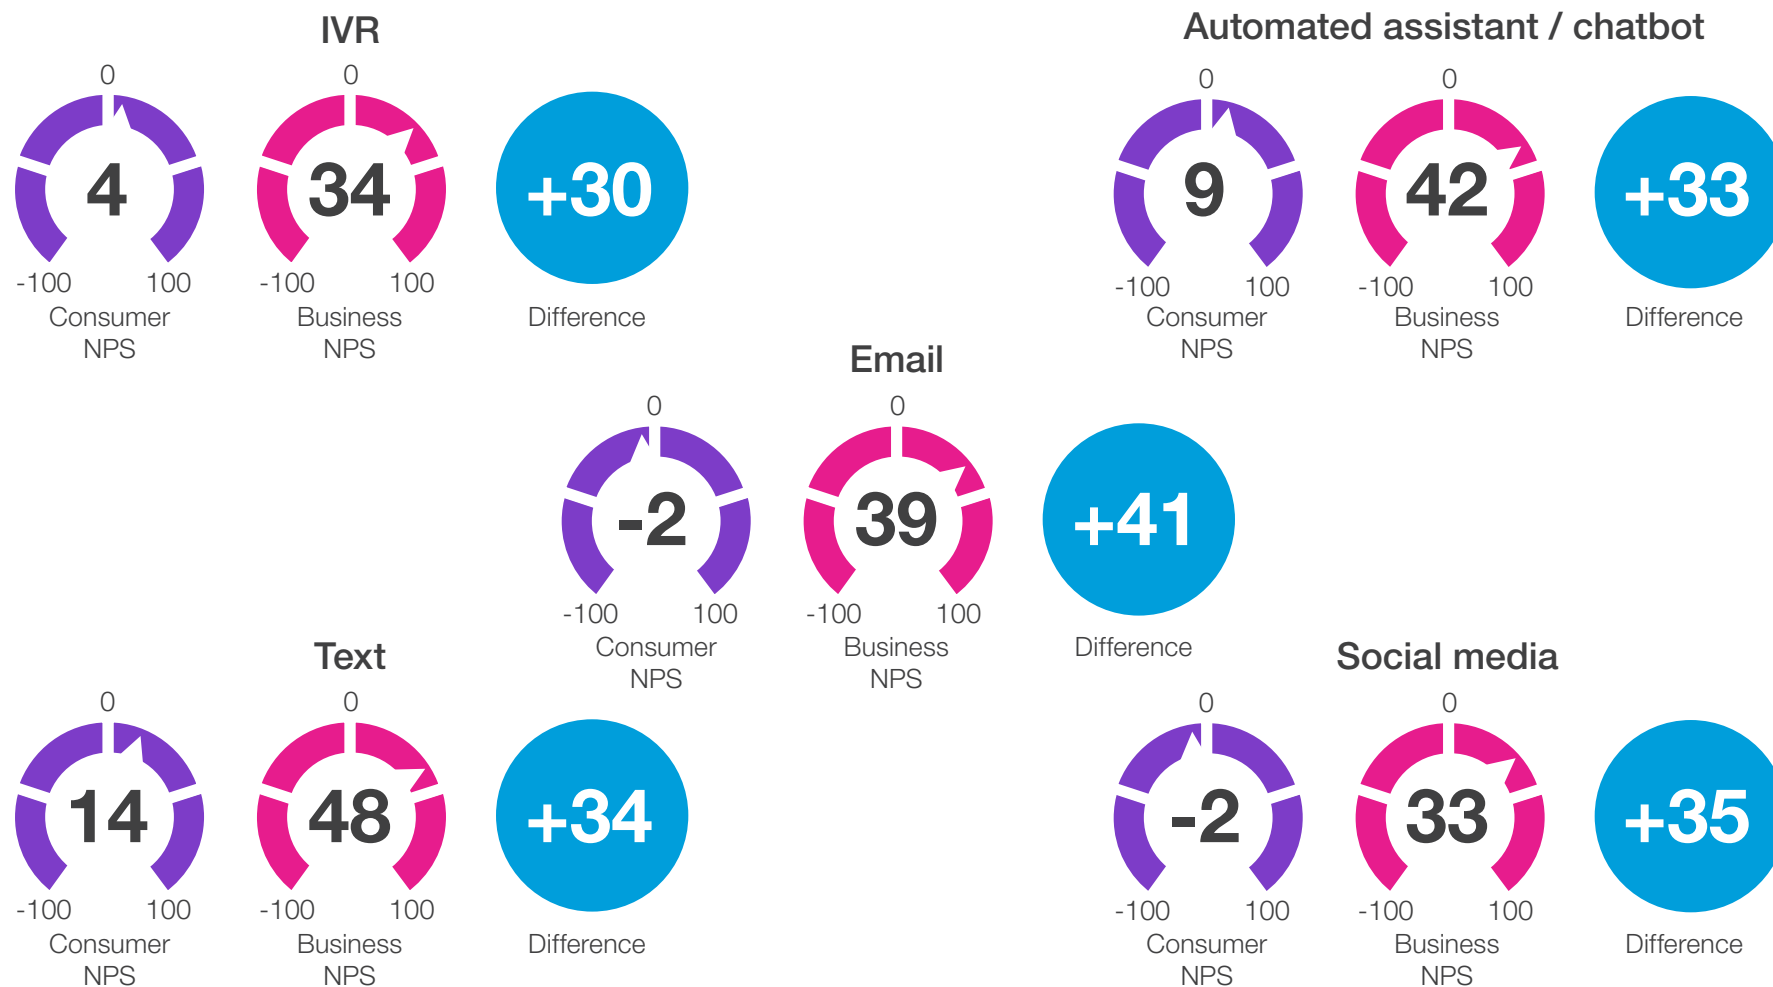 IVR
0
0
4
34
+30
-100
100
-100
100
Consumer
NPS
Business
NPS
Difference
Automated assistant / chatbot
0
0
9
42
+33
-100
100
-100
100
Consumer
NPS
Business
NPS
Difference
Email
0
0
-2
39
+41
-100
100
-100
100
Consumer
NPS
Business
NPS
Difference
Text
0
0
14
48
+34
-100
100
-100
100
Consumer
NPS
Business
NPS
Difference
Social media
0
0
-2
33
+35
-100
100
-100
100
Consumer
NPS
Business
NPS
Difference